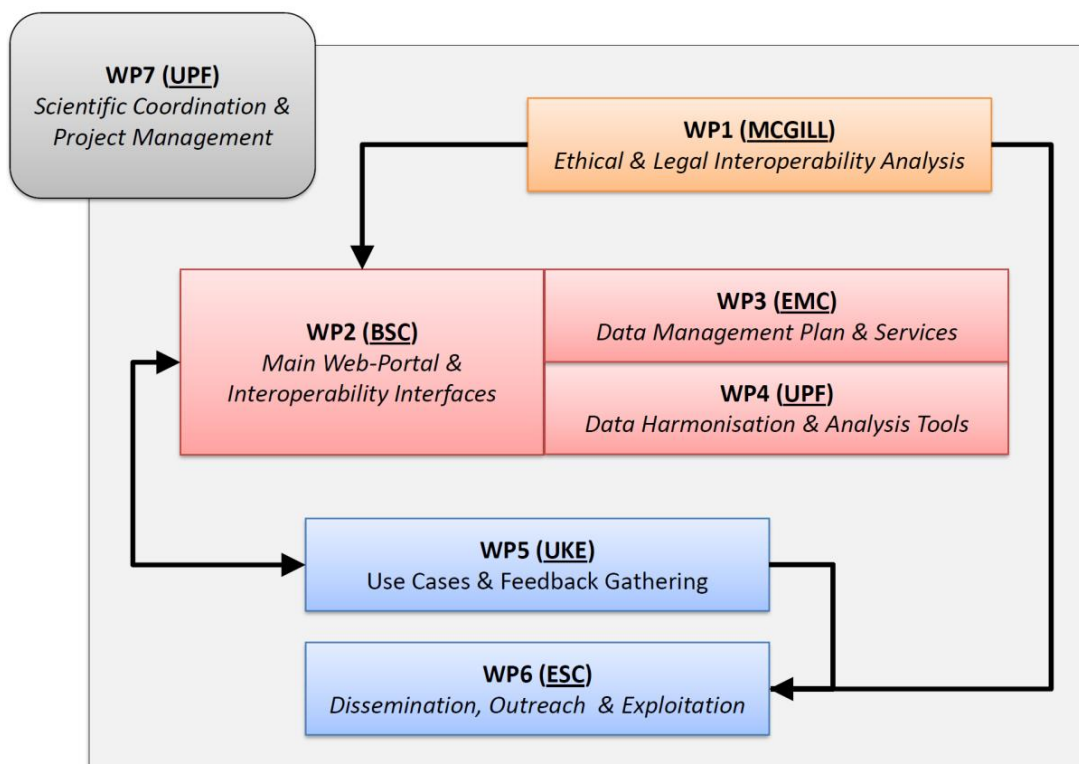 WP7 (UPF)
Scientific Coordination &
Project Management
WP1 (MCGILL)
Ethical & Legal Interoperability Analysis
WP2 (BSC)
Main Web-Portal &
Interoperability Interfaces
WP3 (EMC)
Data Management Plan & Services
WP4 (UPF)
Data Harmonisation & Analysis Tools
WP5 (UKE)
Use Cases & Feedback Gathering
WP6 (ESC)
Dissemination, Outreach & Exploitation